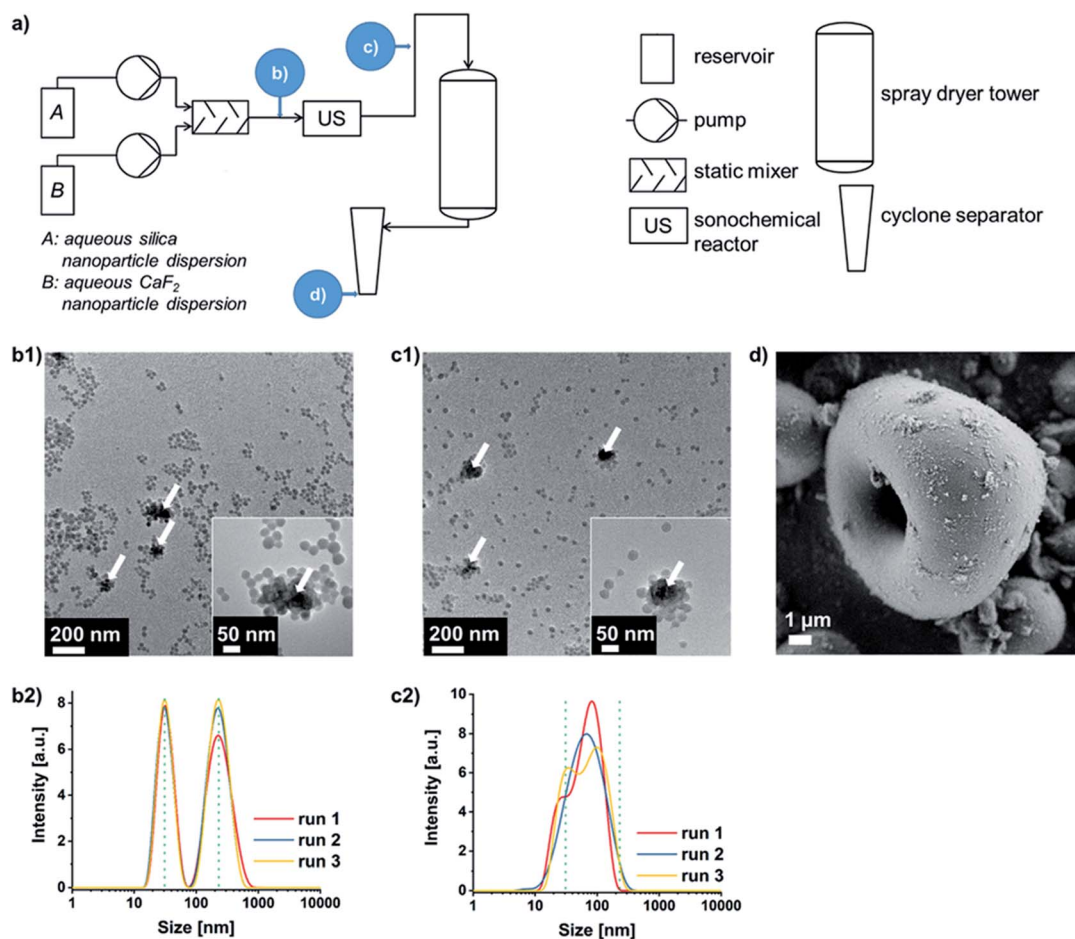 a)
A
B
b)
US
c)
d)
A: aqueous silica
nanoparticle dispersion
B: aqueous CaF₂
nanoparticle dispersion
reservoir
pump
static mixer
US
sonochemical
reactor
spray dryer tower
cyclone separator
b1)
200 nm
50 nm
c1)
200 nm
50 nm
d)
1 µm
b2)
8
6
4
2
0
1 10 100 1000 10000
Intensity [a.u.]
Size [nm]
run 1
run 2
run 3
c2)
10
8
6
4
2
0
1 10 100 1000 10000
Intensity [a.u.]
Size [nm]
run 1
run 2
run 3